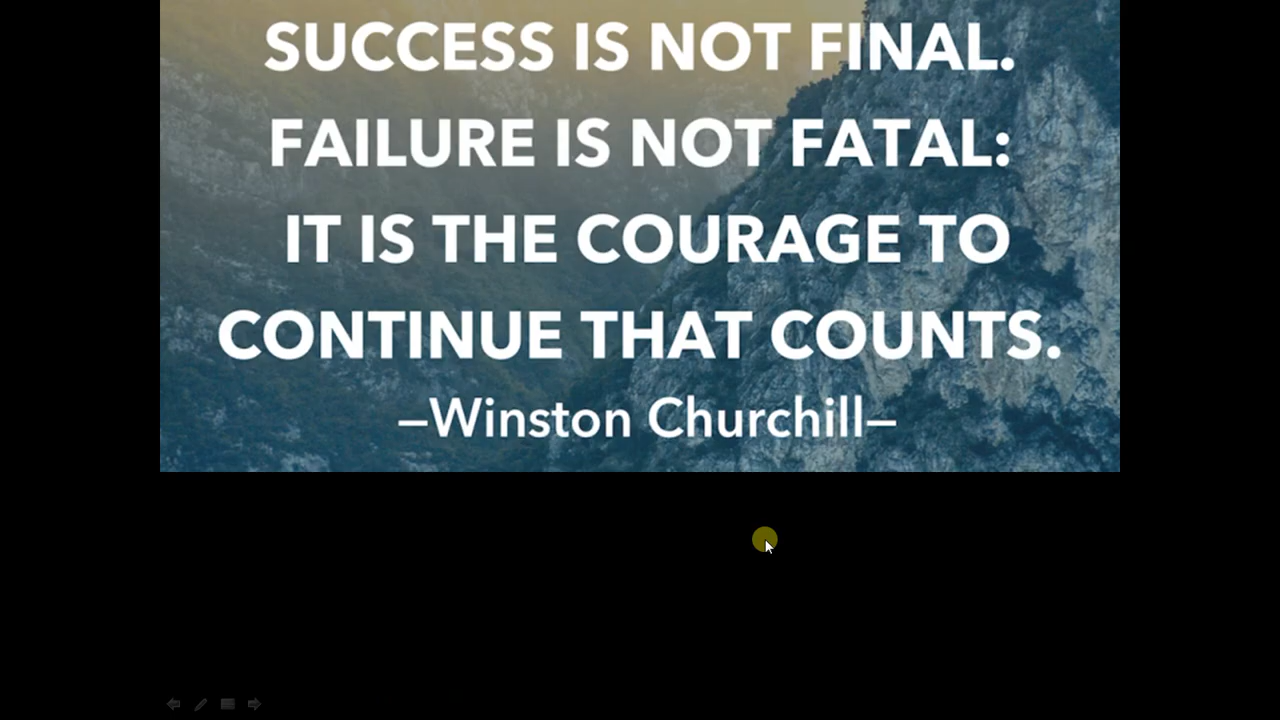 SUCCESS IS NOT FINAL.
FAILURE IS NOT FATAL:
IT IS THE COURAGE TO
CONTINUE THAT COUNTS.
—Winston Churchill—